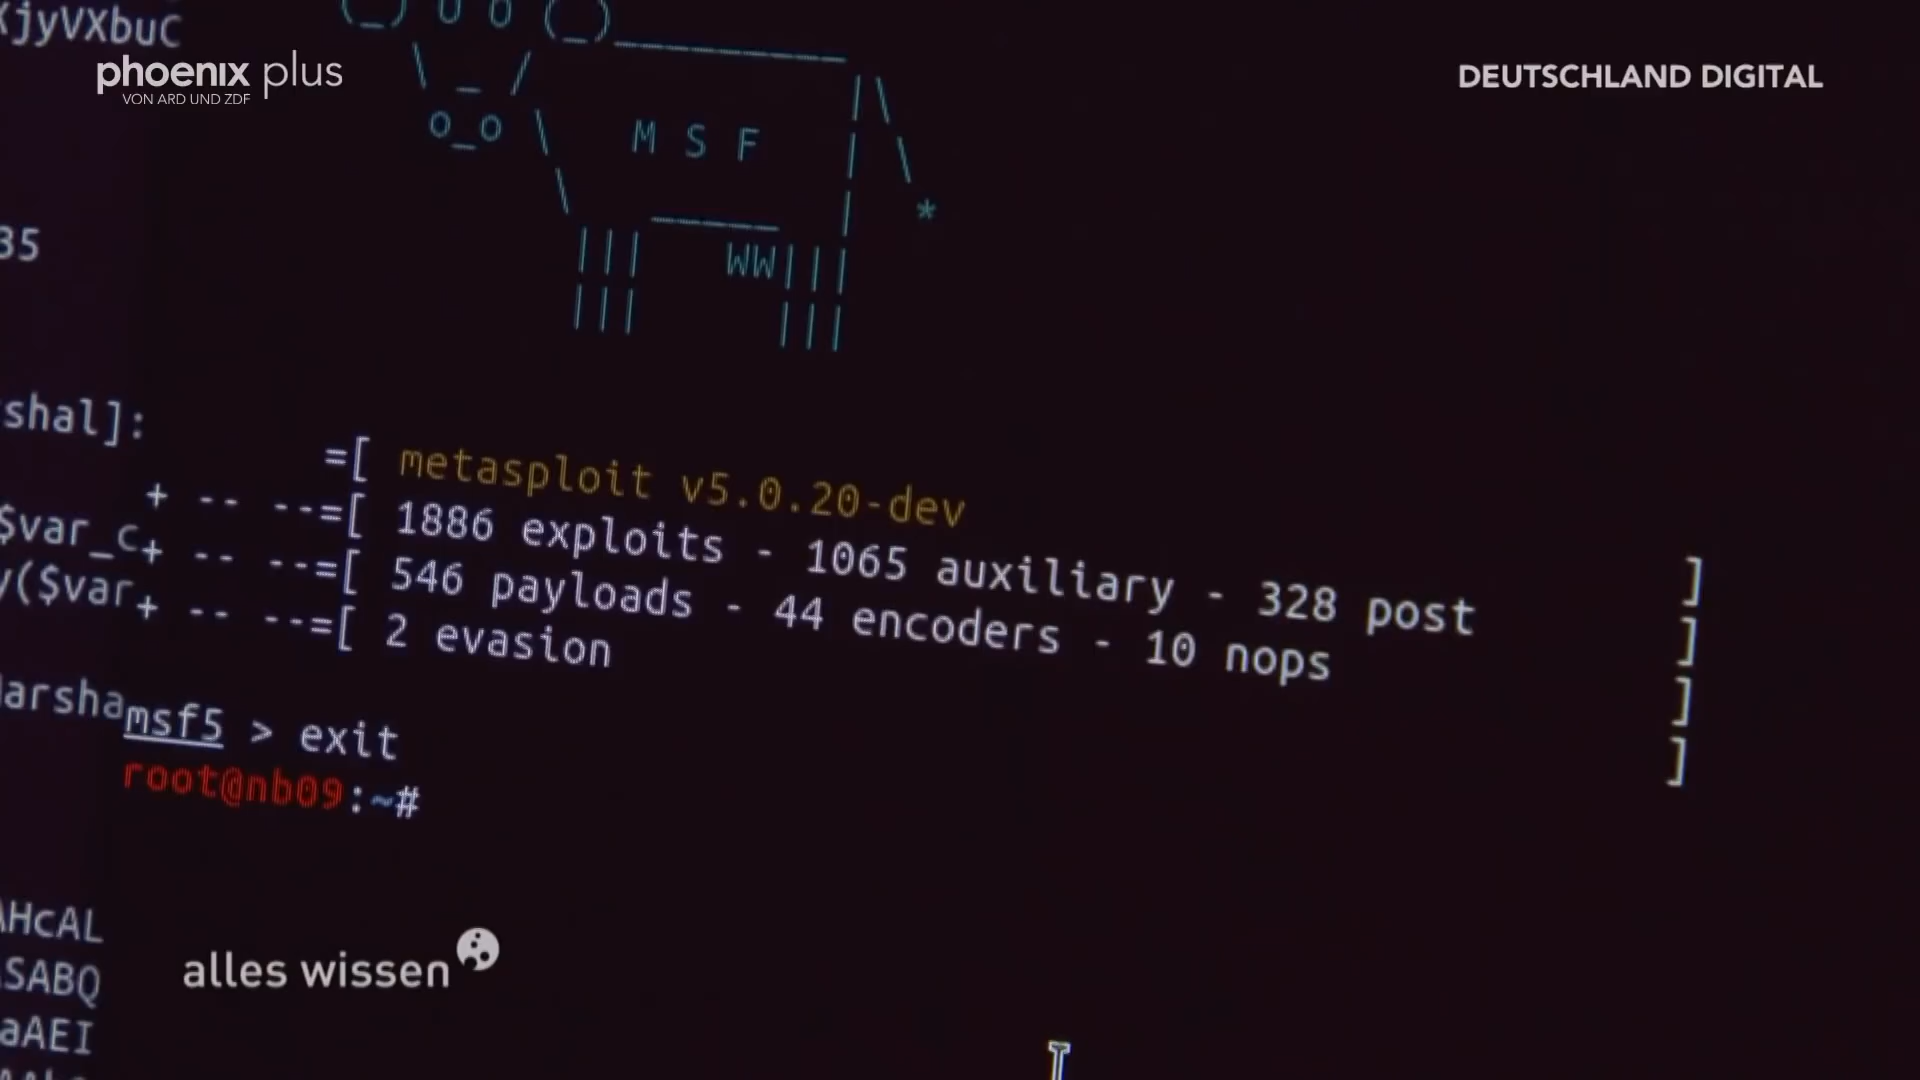 XjyVXbuC
phoenix plus
VON ARD UND ZDF
DEUTSCHLAND DIGITAL
o_o \ M S F
*
35
WW
shal]:
=[ metasploit v5.0.20-dev ]
+ -- --=[ 1886 exploits - 1065 auxiliary - 328 post ]
$var_c+ -- --=[ 546 payloads - 44 encoders - 10 nops ]
y($var+ -- --=[ 2 evasion ]
arsha
msf5 > exit
root@nb09:~#
AHcAL
SABQ
aAEI
alles wissen